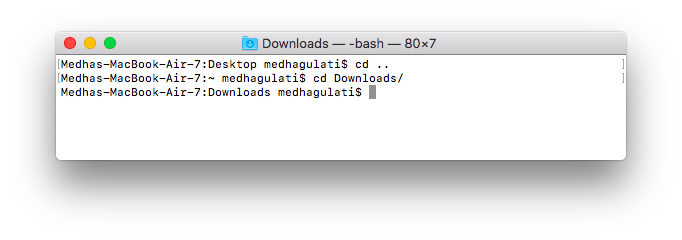 Downloads — -bash — 80×7
[Medhas-MacBook-Air-7:Desktop medhagulati$ cd ..]
[Medhas-MacBook-Air-7:~ medhagulati$ cd Downloads/]
Medhas-MacBook-Air-7:Downloads medhagulati$